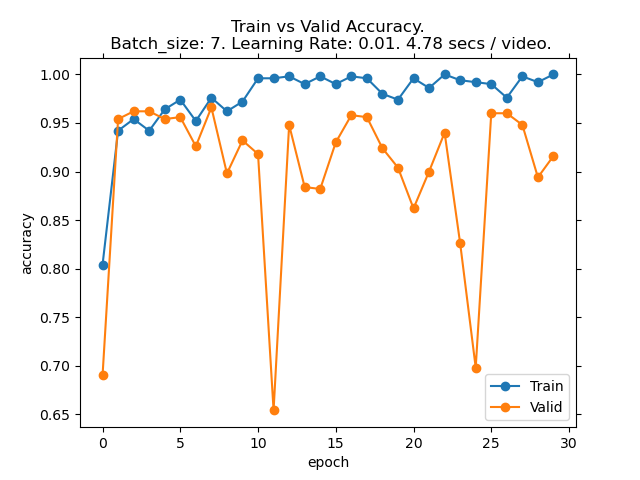 Train vs Valid Accuracy.
Batch_size: 7. Learning Rate: 0.01. 4.78 secs / video.
1.00
0.95
0.90
0.85
0.80
0.75
0.70
0.65
accuracy
0 5 10 15 20 25 30
epoch
Train
Valid